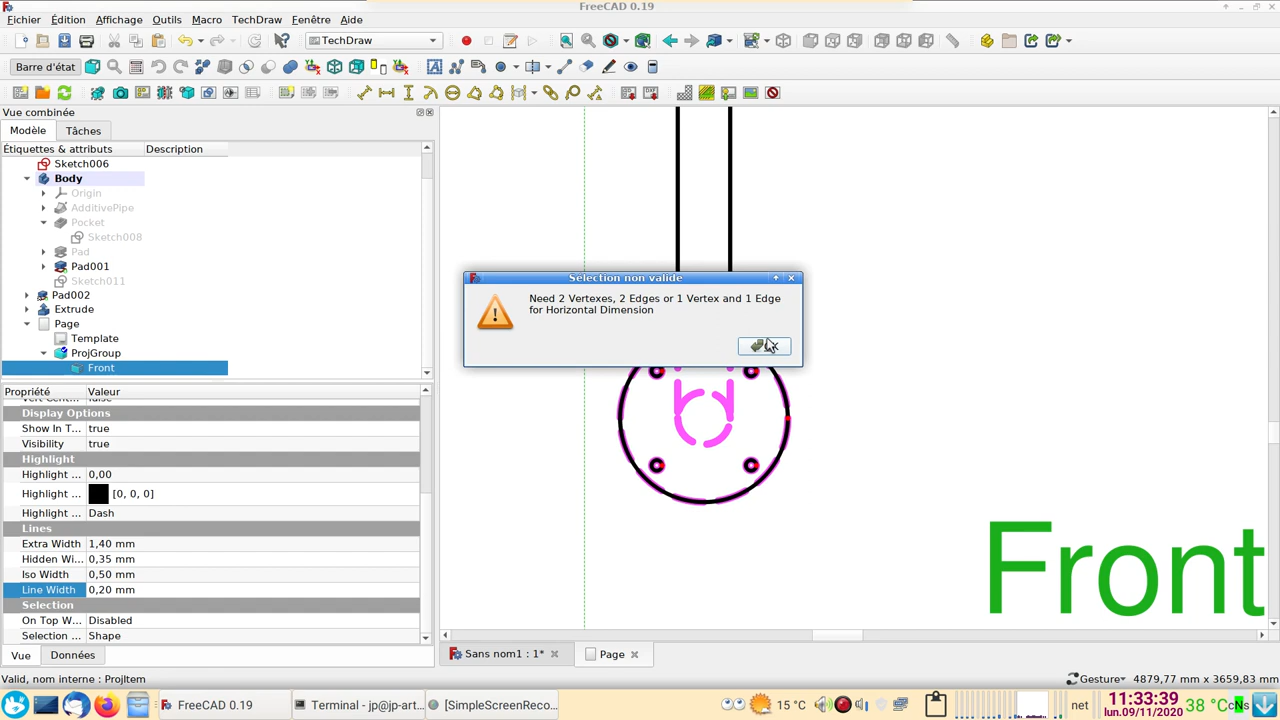 FreeCAD 0.19
Fichier Édition Affichage Outils Macro TechDraw Fenêtre Aide
TechDraw
Barre d'état
Vue combinée
Modèle Tâches
Étiquettes & attributs Description
Sketch006
Body
Origin
AdditivePipe
Pocket
Sketch008
Pad
Pad001
Sketch011
Pad002
Extrude
Page
Template
ProjGroup
Front
Selection non valide
Need 2 Vertexes, 2 Edges or 1 Vertex and 1 Edge
for Horizontal Dimension
Propriété Valeur
Display Options
Show In T... true
Visibility true
Highlight
Highlight ... 0,00
Highlight ... [0, 0, 0]
Highlight ... Dash
Lines
Extra Width 1,40 mm
Hidden Wi... 0,35 mm
Iso Width 0,50 mm
Line Width 0,20 mm
Selection
On Top W... Disabled
Selection ... Shape
Front
Vue Données
Sans nom1 : 1*
Page
Valid, nom interne : ProjItem
Gesture
4879,77 mm x 3659,83 mm
FreeCAD 0.19
Terminal - jp@jp-art...
[SimpleScreenReco...
15 °C
net
11:33:39
lun.09/11/2020
38 °C